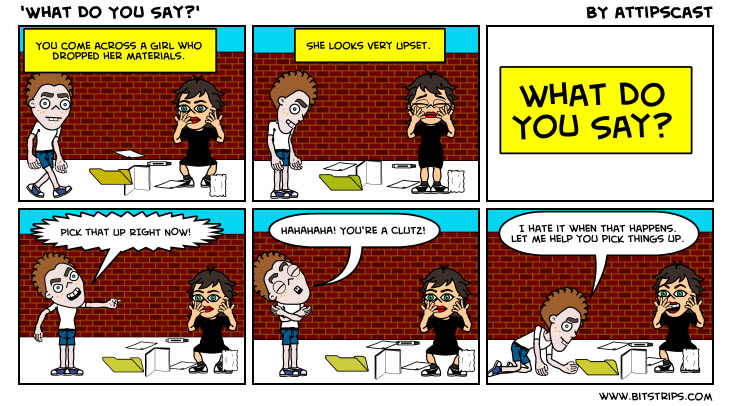 'WHAT DO YOU SAY?'
BY ATTIPSCAST
YOU COME ACROSS A GIRL WHO
DROPPED HER MATERIALS.
SHE LOOKS VERY UPSET.
WHAT DO
YOU SAY?
PICK THAT UP RIGHT NOW!
HAHAHAHA! YOU'RE A CLUTZ!
I HATE IT WHEN THAT HAPPENS.
LET ME HELP YOU PICK THINGS UP.
WWW.BITSTRIPS.COM